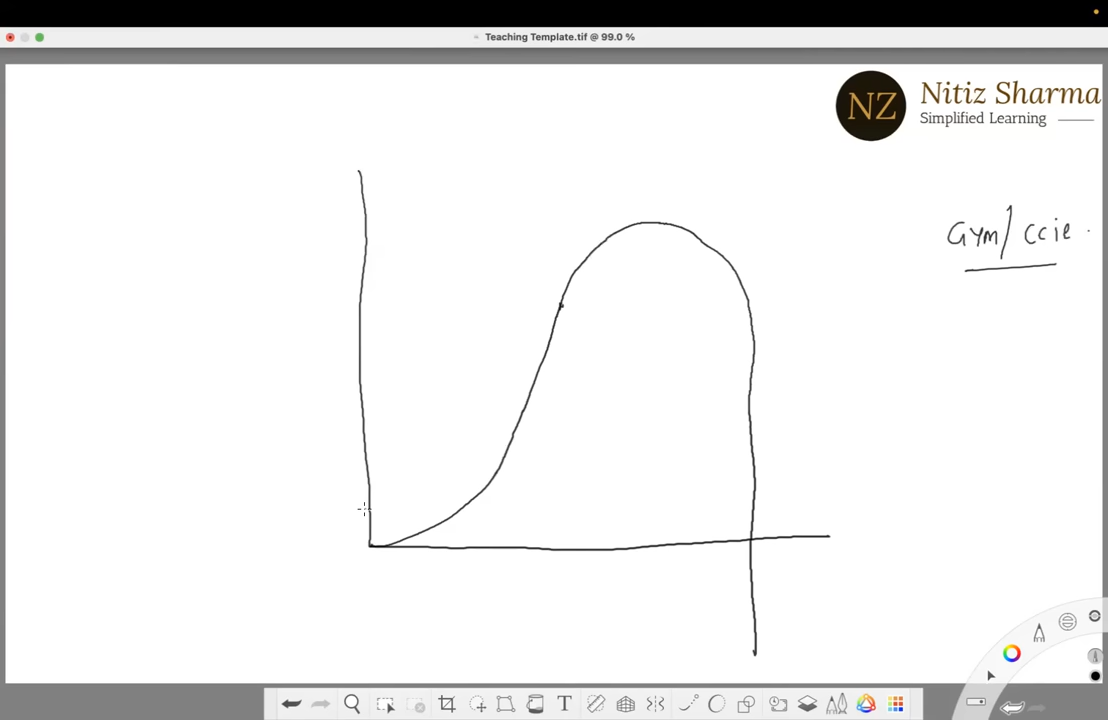 Teaching Template.tif @ 99.0 %
NZ
Nitiz Sharma
Simplified Learning
Gym/ ccie